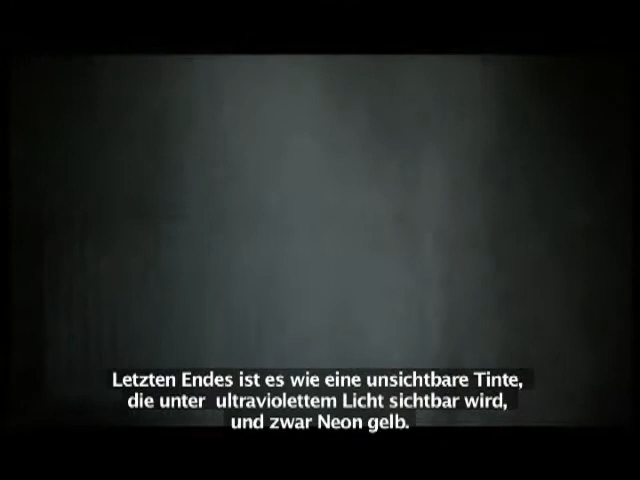 Letzten Endes ist es wie eine unsichtbare Tinte,
die unter ultraviolettem Licht sichtbar wird,
und zwar Neon gelb.